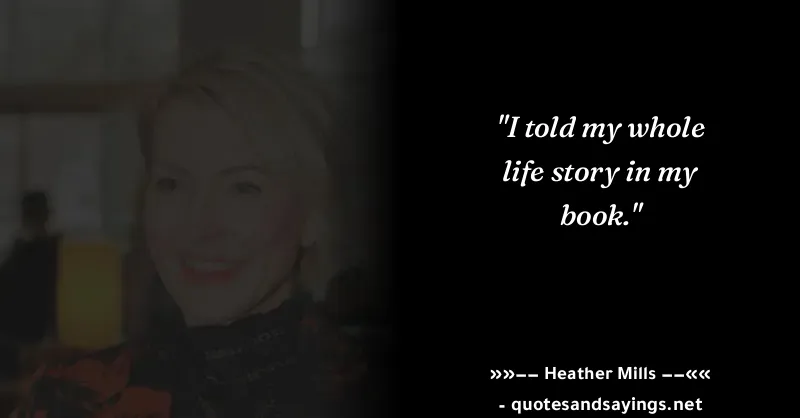 "I told my whole
life story in my
book."
»»–– Heather Mills ––««
- quotesandsayings.net